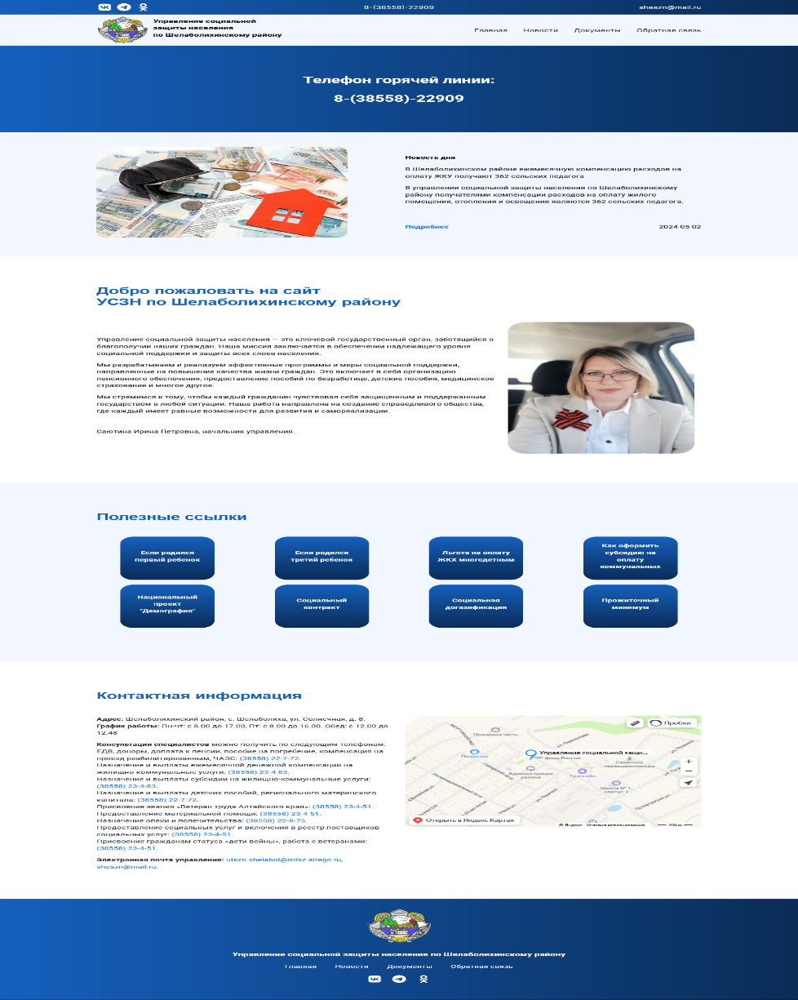 8-(38558)-22909
sheszn@mail.ru
Управление социальной
защиты населения
по Шелаболихинскому району
Главная
Новости
Документы
Обратная связь
Телефон горячей линии:
8-(38558)-22909
Новость дня
В Шелаболихинском районе ежемесячную компенсацию расходов на
оплату ЖКУ получают 362 сельских педагога
В управлении социальной защиты населения по Шелаболихинскому
району получателями компенсации расходов на оплату жилого
помещения, отопления и освещения являются 362 сельских педагога.
Подробнее
2024-05-02
Добро пожаловать на сайт
УСЗН по Шелаболихинскому району
Управление социальной защиты населения — это ключевой государственный орган, заботящийся о
благополучии наших граждан. Наша миссия заключается в обеспечении надлежащего уровня
социальной поддержки и защиты всех слоев населения.
Мы разрабатываем и реализуем эффективные программы и меры социальной поддержки,
направленные на повышение качества жизни граждан. Это включает в себя организацию
пенсионного обеспечения, предоставление пособий по безработице, детские пособия, медицинское
страхование и многое другое.
Мы стремимся к тому, чтобы каждый гражданин чувствовал себя защищенным и поддержанным
государством в любой ситуации. Наша работа направлена на создание справедливого общества,
где каждый имеет равные возможности для развития и самореализации.
Саютина Ирина Петровна, начальник управления.
Полезные ссылки
Если родился
первый ребенок
Если родился
третий ребенок
Льгота на оплату
ЖКХ многодетным
Как оформить
субсидию на
оплату
коммунальных
Национальный
проект
"Демография"
Социальный
контракт
Социальная
догазификация
Прожиточный
минимум
Контактная информация
Адрес: Шелаболихинский район, с. Шелаболиха, ул. Солнечная, д. 8.
График работы: Пн-чт: с 8.00 до 17.00, Пт: с 8.00 до 16.00. Обед: с 12.00 до
12.48
Консультации специалистов можно получить по следующим телефонам:
ЕДВ, доноры, доплата к пенсии, пособие на погребение, компенсация на
проезд реабилитированным, ЧАЭС: (38558) 22-7-72.
Назначение и выплаты ежемесячной денежной компенсации на
жилищно-коммунальные услуги: (38558) 23-4-83.
Назначение и выплаты субсидии на жилищно-коммунальные услуги:
(38558) 23-4-83.
Назначение и выплаты детских пособий, регионального материнского
капитала: (38558) 22-7-72.
Присвоение звания «Ветеран труда Алтайского края»: (38558) 23-4-51.
Предоставление материальной помощи: (38558) 23-4-51.
Назначение опеки и попечительства: (38558) 22-8-75.
Предоставление социальных услуг и включения в реестр поставщиков
социальных услуг: (38558) 23-4-51.
Присвоение гражданам статуса «дети войны», работа с ветеранами:
(38558) 23-4-51.
Электронная почта управления: utszn.shelabol@mtsz.alregn.ru,
sheszn@mail.ru.
Пробки
Пожарная часть
Управление социальной защи...
Администрация
района
Школа № 1,
корпус 2
Открыть в Яндекс Картах
© Яндекс
Условия использования
200 м
Управление социальной защиты населения по Шелаболихинскому району
Главная
Новости
Документы
Обратная связь